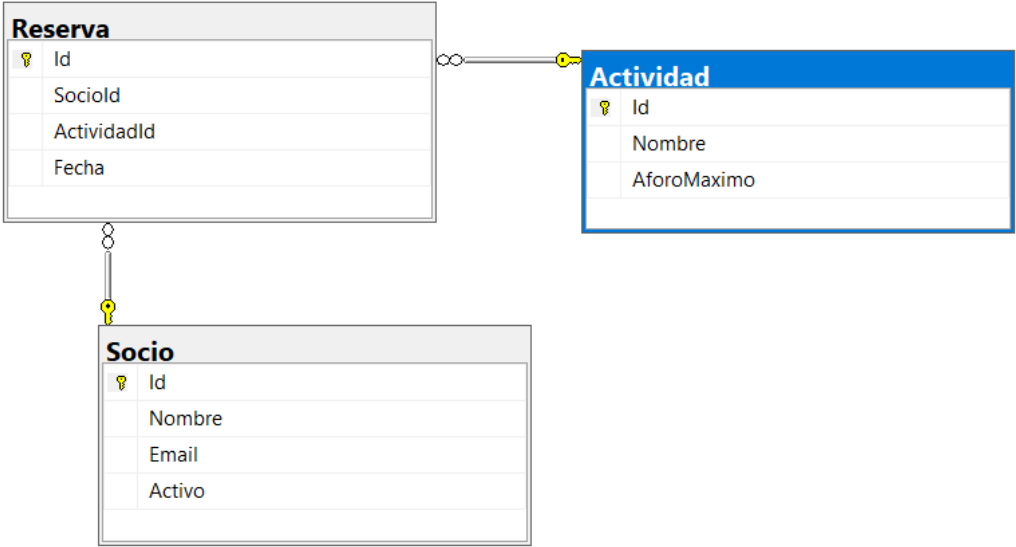 Reserva
Id
SocioId
ActividadId
Fecha
Actividad
Id
Nombre
AforoMaximo
Socio
Id
Nombre
Email
Activo